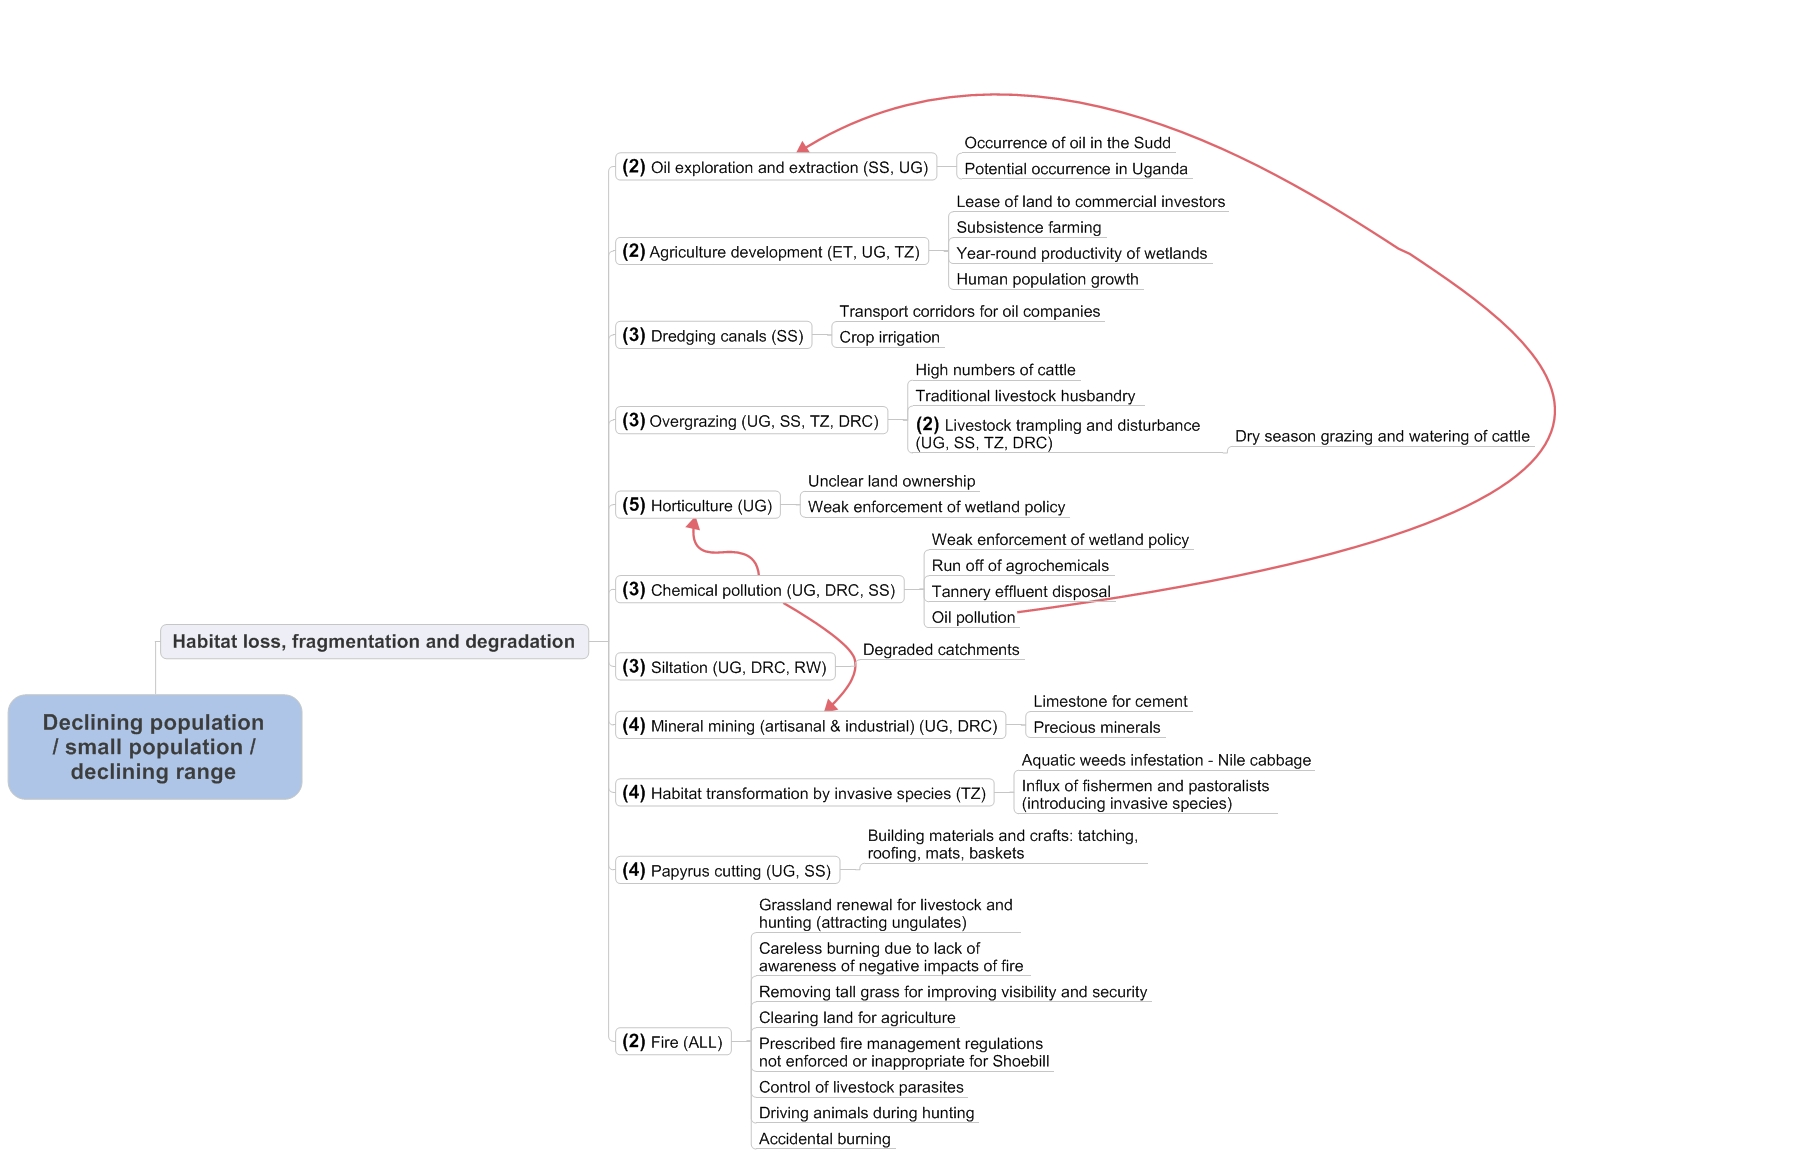 Occurrence of oil in the Sudd
(2) Oil exploration and extraction (SS, UG)
Potential occurrence in Uganda
Lease of land to commercial investors
Subsistence farming
(2) Agriculture development (ET, UG, TZ)
Year-round productivity of wetlands
Human population growth
Transport corridors for oil companies
(3) Dredging canals (SS)
Crop irrigation
High numbers of cattle
Traditional livestock husbandry
(3) Overgrazing (UG, SS, TZ, DRC)
(2) Livestock trampling and disturbance
(UG, SS, TZ, DRC)
Dry season grazing and watering of cattle
Unclear land ownership
(5) Horticulture (UG)
Weak enforcement of wetland policy
Weak enforcement of wetland policy
Run off of agrochemicals
(3) Chemical pollution (UG, DRC, SS)
Tannery effluent disposal
Oil pollution
Habitat loss, fragmentation and degradation
Degraded catchments
(3) Siltation (UG, DRC, RW)
Declining population
/ small population /
declining range
Limestone for cement
(4) Mineral mining (artisanal & industrial) (UG, DRC)
Precious minerals
Aquatic weeds infestation - Nile cabbage
(4) Habitat transformation by invasive species (TZ)
Influx of fishermen and pastoralists
(introducing invasive species)
Building materials and crafts: tatching,
roofing, mats, baskets
(4) Papyrus cutting (UG, SS)
Grassland renewal for livestock and
hunting (attracting ungulates)
Careless burning due to lack of
awareness of negative impacts of fire
Removing tall grass for improving visibility and security
Clearing land for agriculture
(2) Fire (ALL)
Prescribed fire management regulations
not enforced or inappropriate for Shoebill
Control of livestock parasites
Driving animals during hunting
Accidental burning